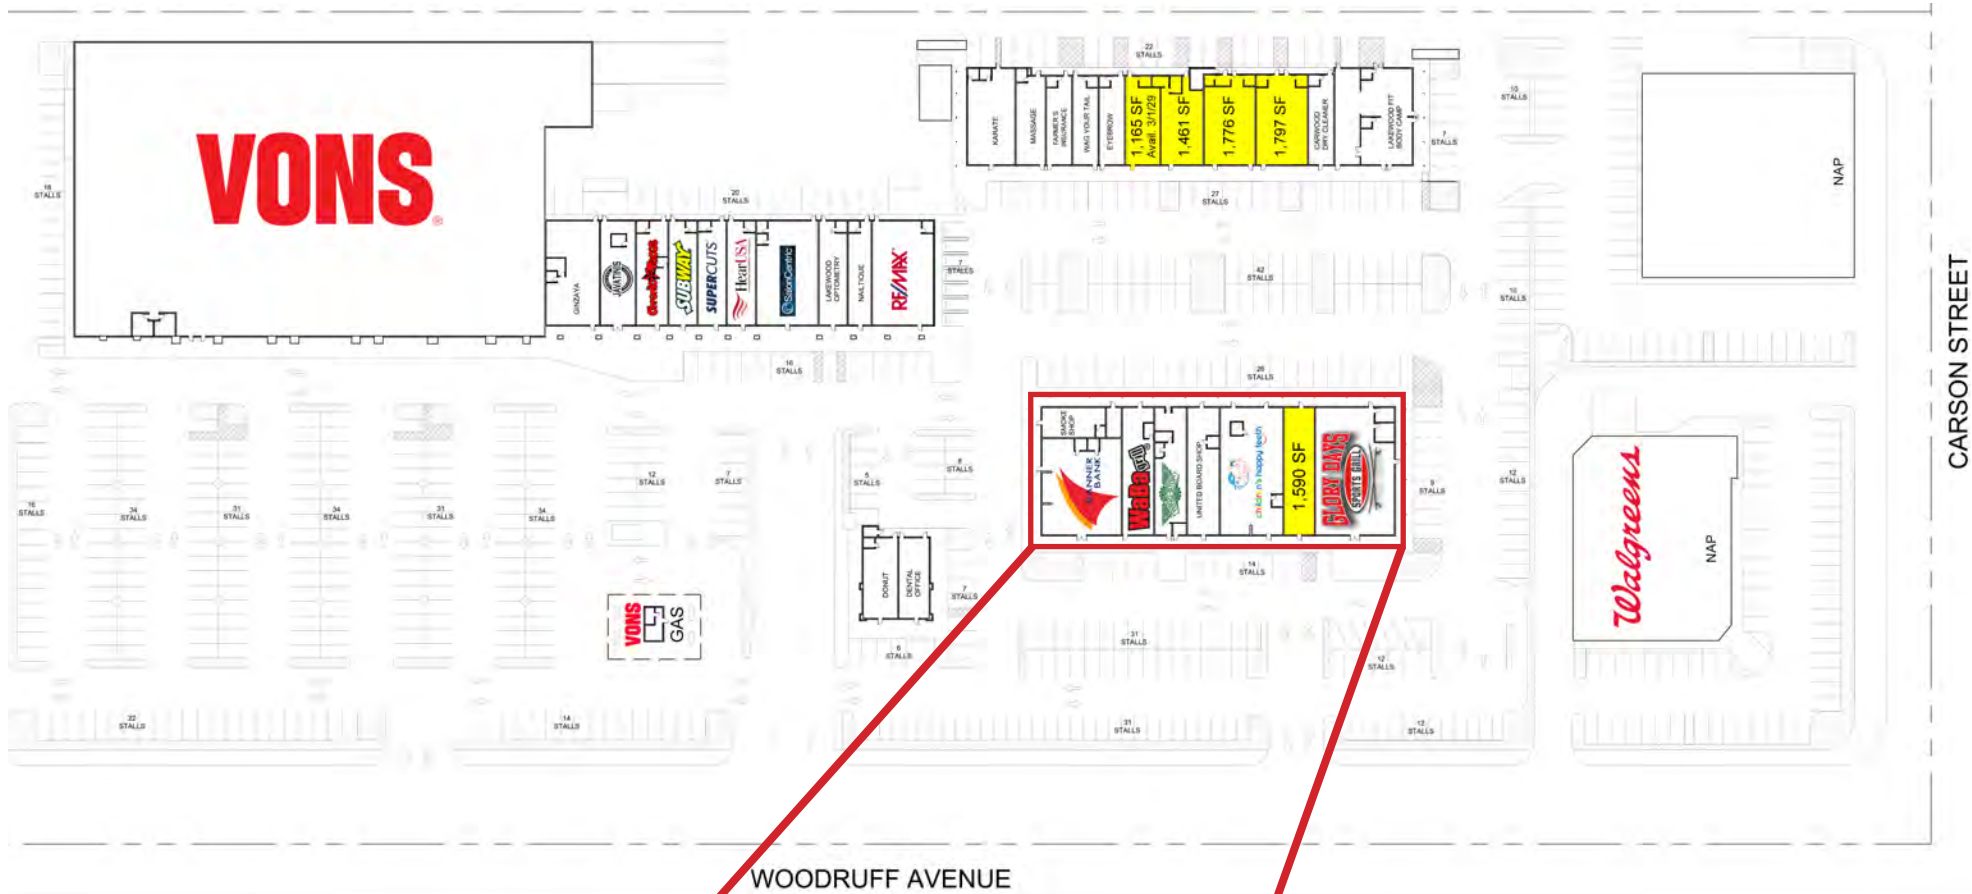 22
STALLS
18
STALLS
VONS
®
KARATE
MASSAGE
FARMER'S
INSURANCE
WAG YOUR TAIL
EYEBROW
1,165 SF
Avail. 3/1/29
1,461 SF
1,776 SF
1,797 SF
CARWOOD
DRY CLEANER
LAKEWOOD FIT
BODY CAMP
10
STALLS
7
STALLS
NAP
20
STALLS
27
STALLS
GINZAYA
JAVATINIS
SUBWAY
SUPERCUTS
HearUSA
SalonCentric
LAKEWOOD
OPTOMETRY
NAILTIQUE
RE/MAX
7
STALLS
42
STALLS
10
STALLS
CARSON STREET
16
STALLS
26
STALLS
SMOKE
SHOP
BANNER
BANK
WaBa grill
UNITED BOARD SHOP
children's happy teeth
1,590 SF
GLORY DAYS
SPORTS GRILL
16
STALLS
34
STALLS
31
STALLS
34
STALLS
31
STALLS
34
STALLS
12
STALLS
7
STALLS
5
STALLS
STALLS
9
STALLS
12
STALLS
Walgreens
NAP
DONUT
DENTAL
OFFICE
7
STALLS
14
STALLS
VONS
GAS
STALLS
31
STALLS
12
STALLS
22
STALLS
14
STALLS
31
STALLS
12
STALLS
WOODRUFF AVENUE